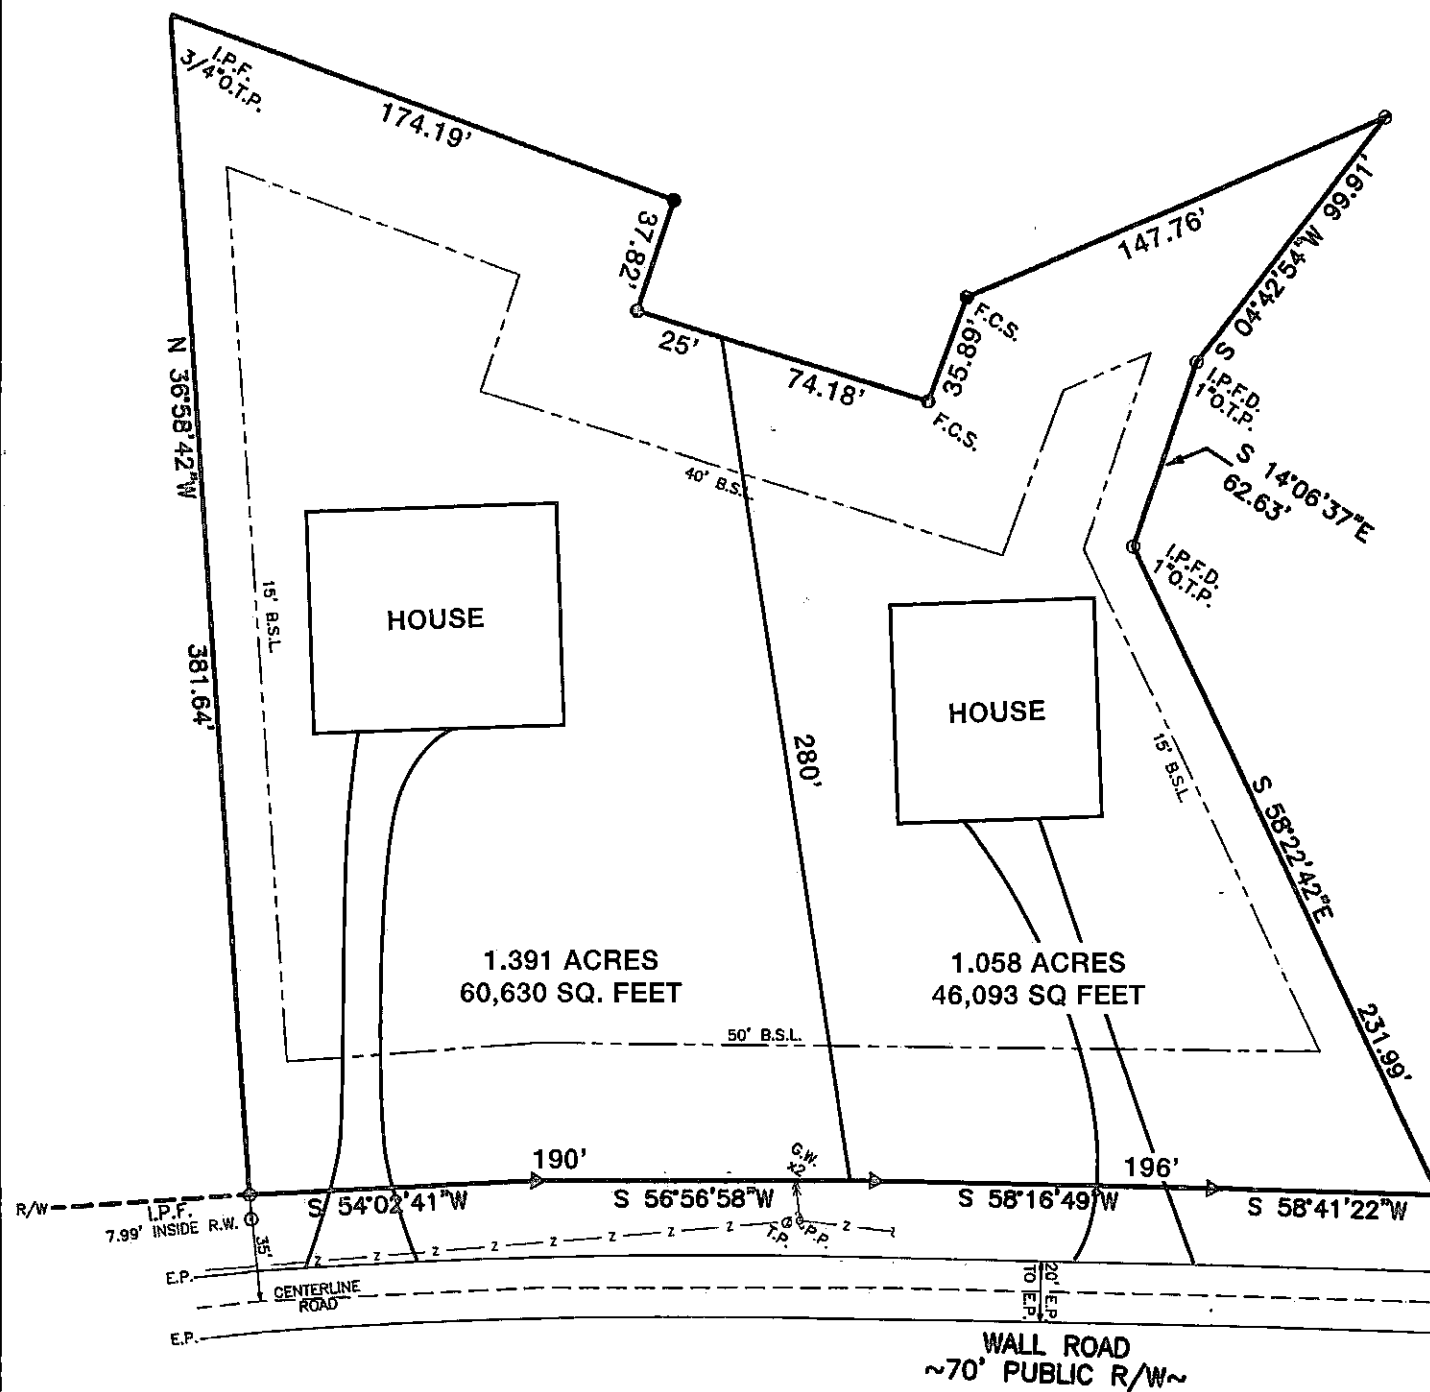 I.P.F.
3/4"O.T.P.
174.19'
37.82'
25'
74.18'
35.89'
F.C.S.
F.C.S.
147.76'
S 04°42'54"W 99.91'
I.P.F.D.
1"O.T.P.
S 14°06'37"E
62.63'
I.P.F.D.
1"O.T.P.
N 36°58'42"W
381.64'
40' B.S.L.
15' B.S.L.
HOUSE
HOUSE
280'
15' B.S.L.
S 58°22'42"E
231.99'
1.391 ACRES
60,630 SQ. FEET
1.058 ACRES
46,093 SQ FEET
50' B.S.L.
190'
G.W.
x2
196'
R/W
S 54°02'41"W
S 56°56'58"W
S 58°16'49"W
S 58°41'22"W
I.P.F.
7.99' INSIDE R.W.
35'
Z Z Z Z Z Z Z Z Z Z
T.P.
P.P.
E.P.
CENTERLINE
ROAD
E.P.
20' E.P.
TO E.P.
WALL ROAD
~70' PUBLIC R/W~